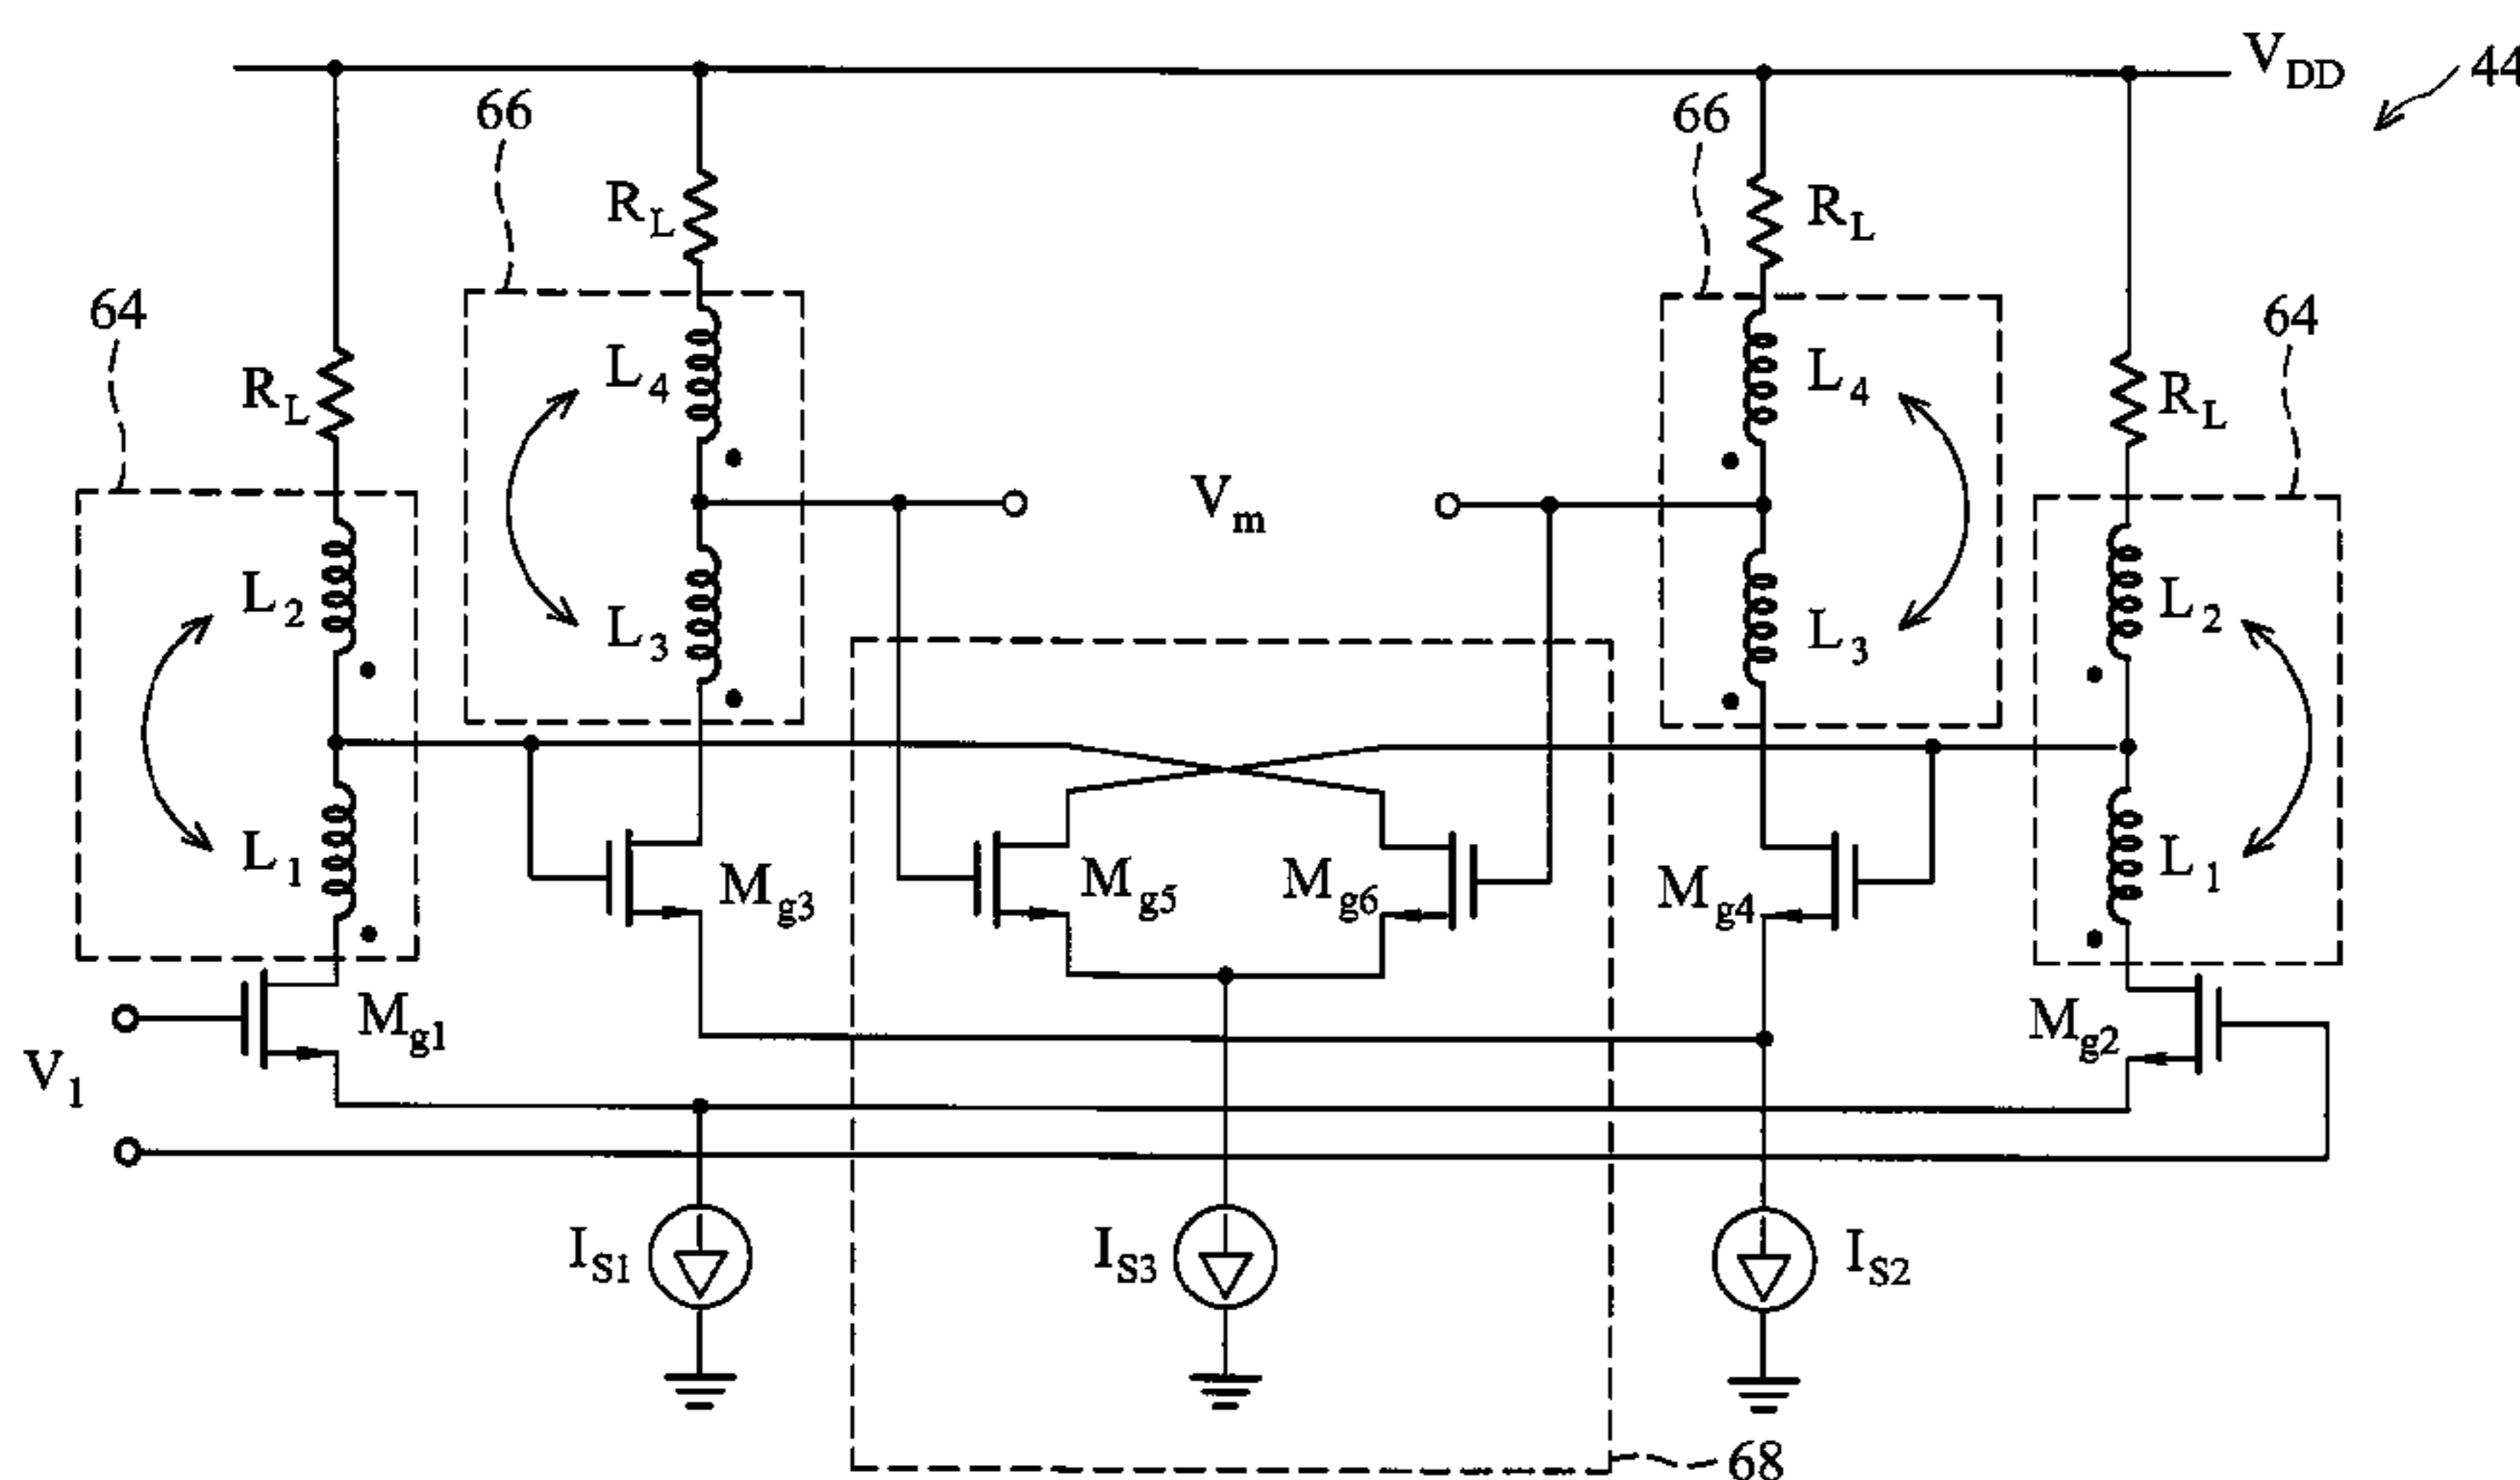 V_DD
44
66
66
R_L
R_L
64
64
R_L
L_4
L_4
R_L
V_m
L_2
L_3
L_3
L_2
L_1
M_g3
M_g5
M_g6
M_g4
L_1
M_g1
M_g2
V_1
I_S1
I_S3
I_S2
68